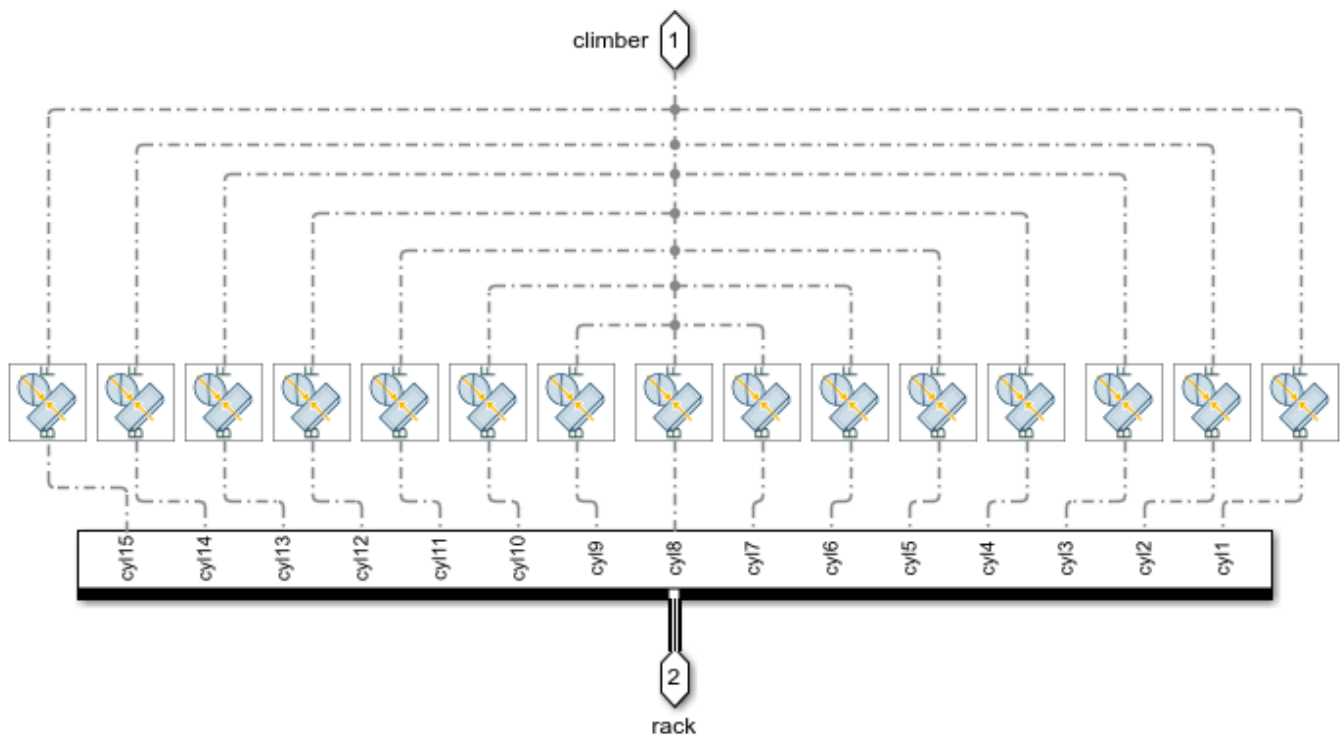 climber 1
F F F F F F F F F F F F F F F
B B B B B B B B B B B B B B B
cyl15 cyl14 cyl13 cyl12 cyl11 cyl10 cyl9 cyl8 cyl7 cyl6 cyl5 cyl4 cyl3 cyl2 cyl1
2
rack